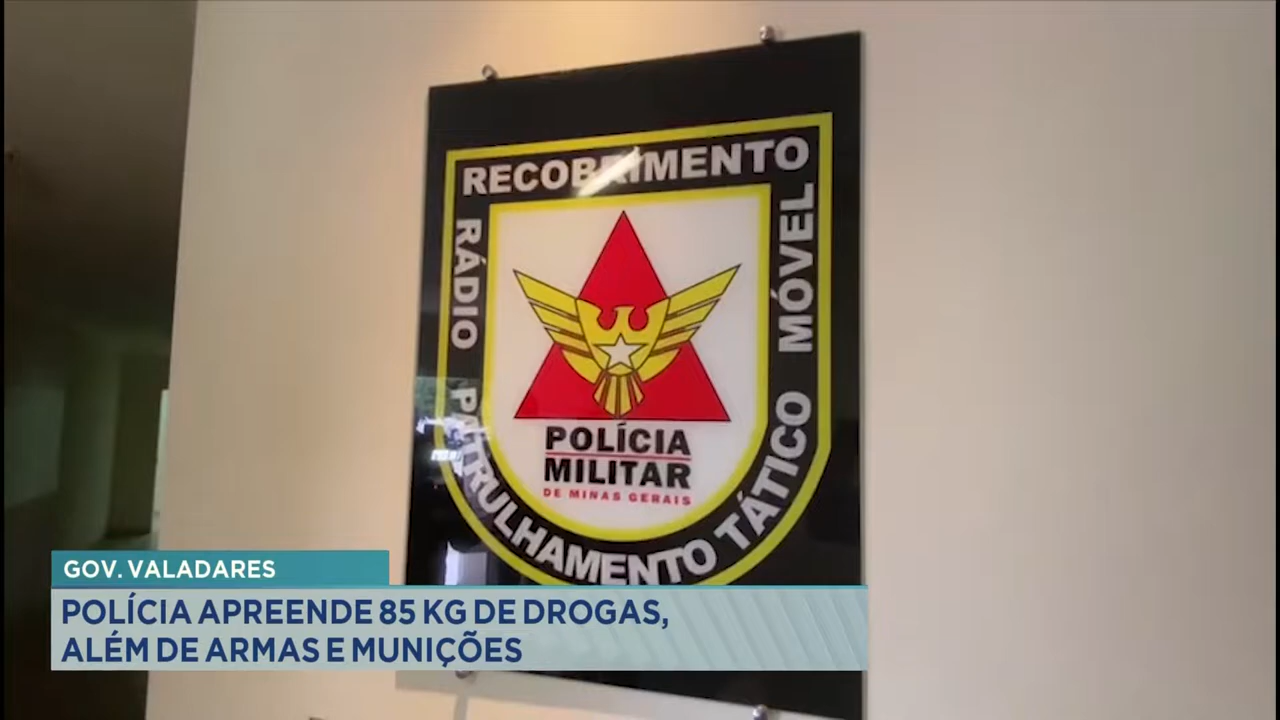 RECOBRIMENTO
RÁDIO
PATRULHAMENTO TÁTICO
MÓVEL
POLÍCIA
MILITAR
DE MINAS GERAIS
GOV. VALADARES
POLÍCIA APREENDE 85 KG DE DROGAS,
ALÉM DE ARMAS E MUNIÇÕES